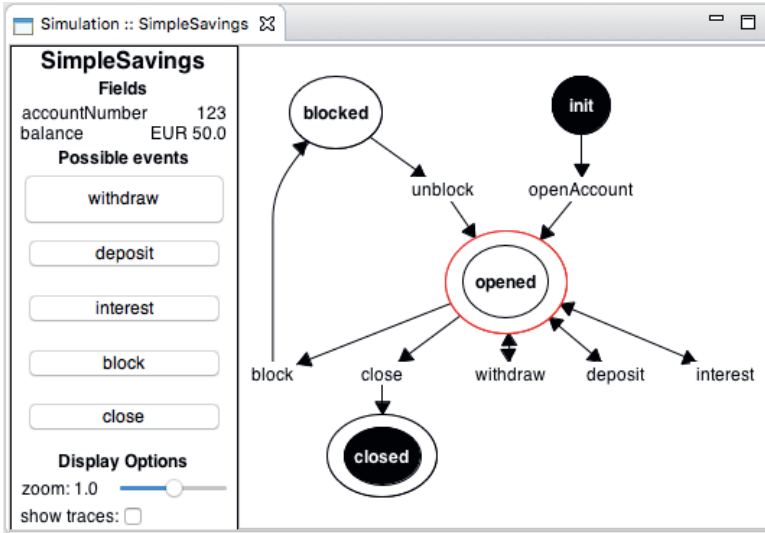 Simulation :: SimpleSavings
SimpleSavings
Fields
accountNumber 123
balance EUR 50.0
Possible events
withdraw
deposit
interest
block
close
Display Options
zoom: 1.0
show traces:
blocked
init
unblock
openAccount
opened
block
close
withdraw
deposit
interest
closed